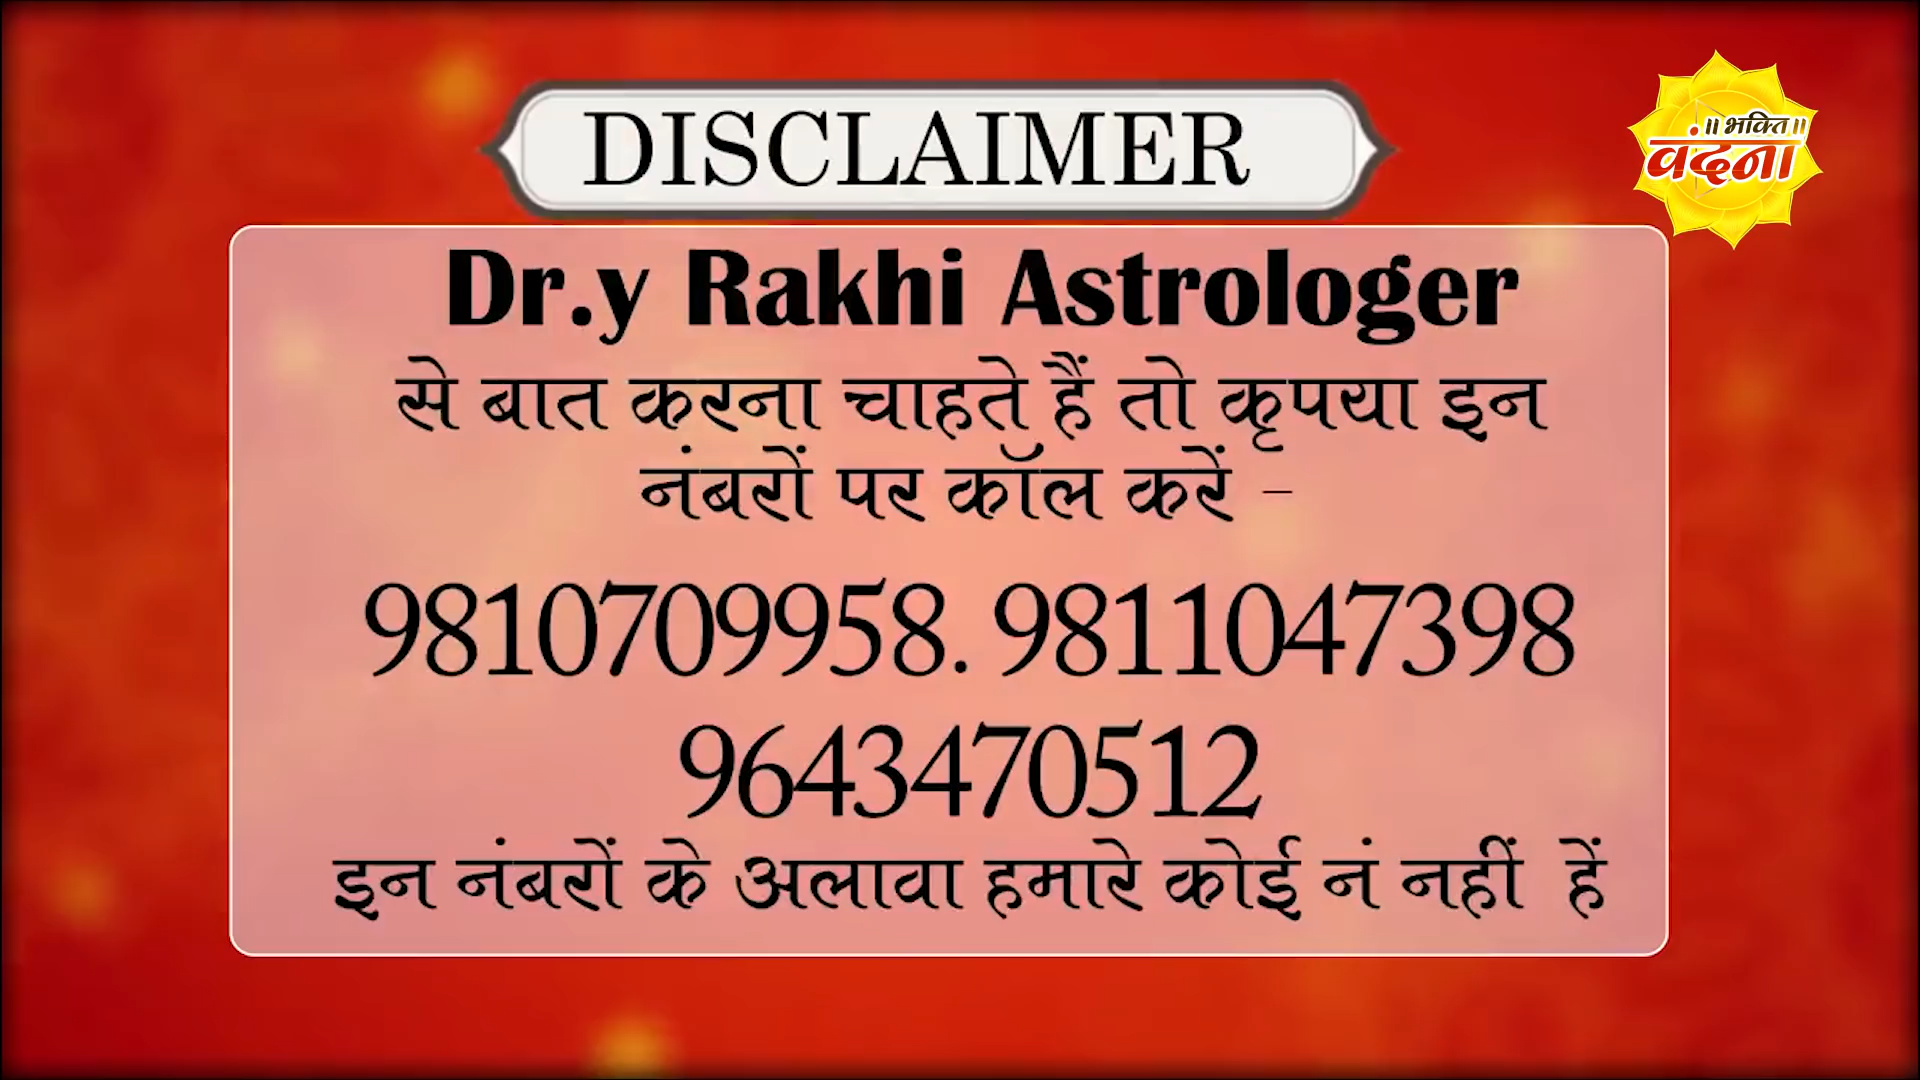 DISCLAIMER
॥ भक्ति ॥
वंदना
Dr.y Rakhi Astrologer
से बात करना चाहते हैं तो कृपया इन
नंबरों पर कॉल करें -
9810709958. 9811047398
9643470512
इन नंबरों के अलावा हमारे कोई नं नहीं हें